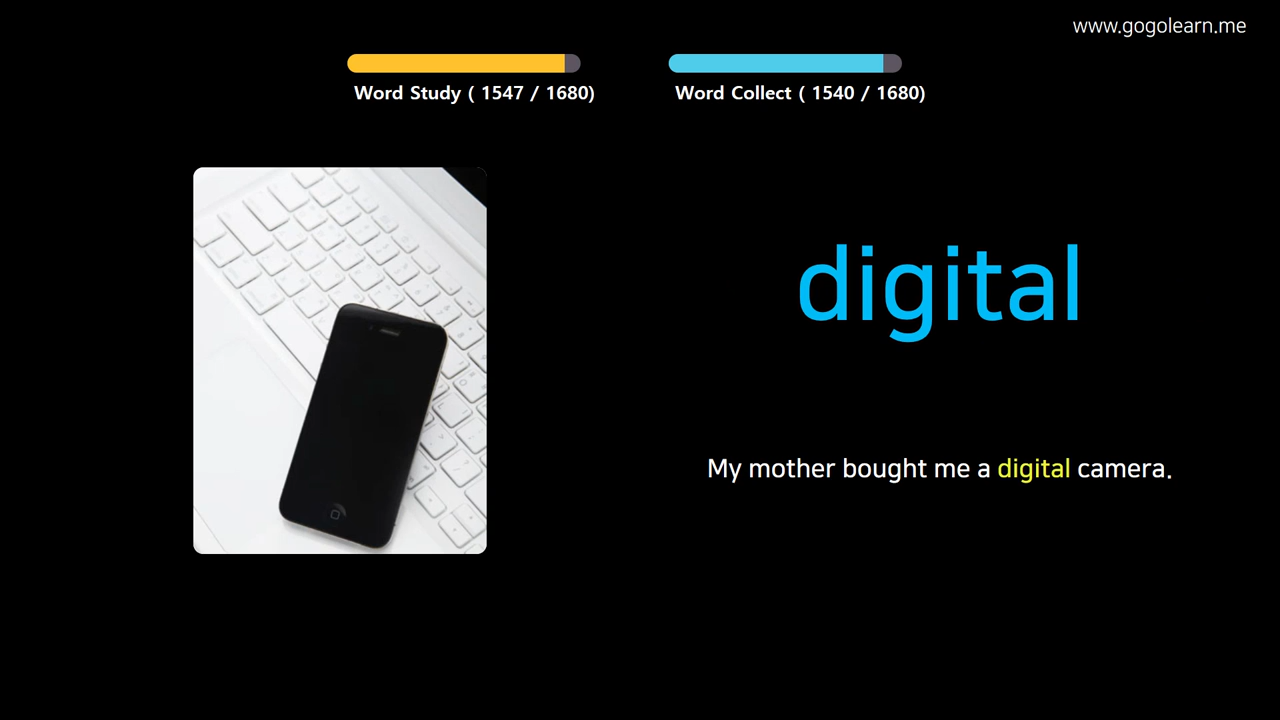 www.gogolearn.me
Word Study ( 1547 / 1680)
Word Collect ( 1540 / 1680)
digital
My mother bought me a digital camera.